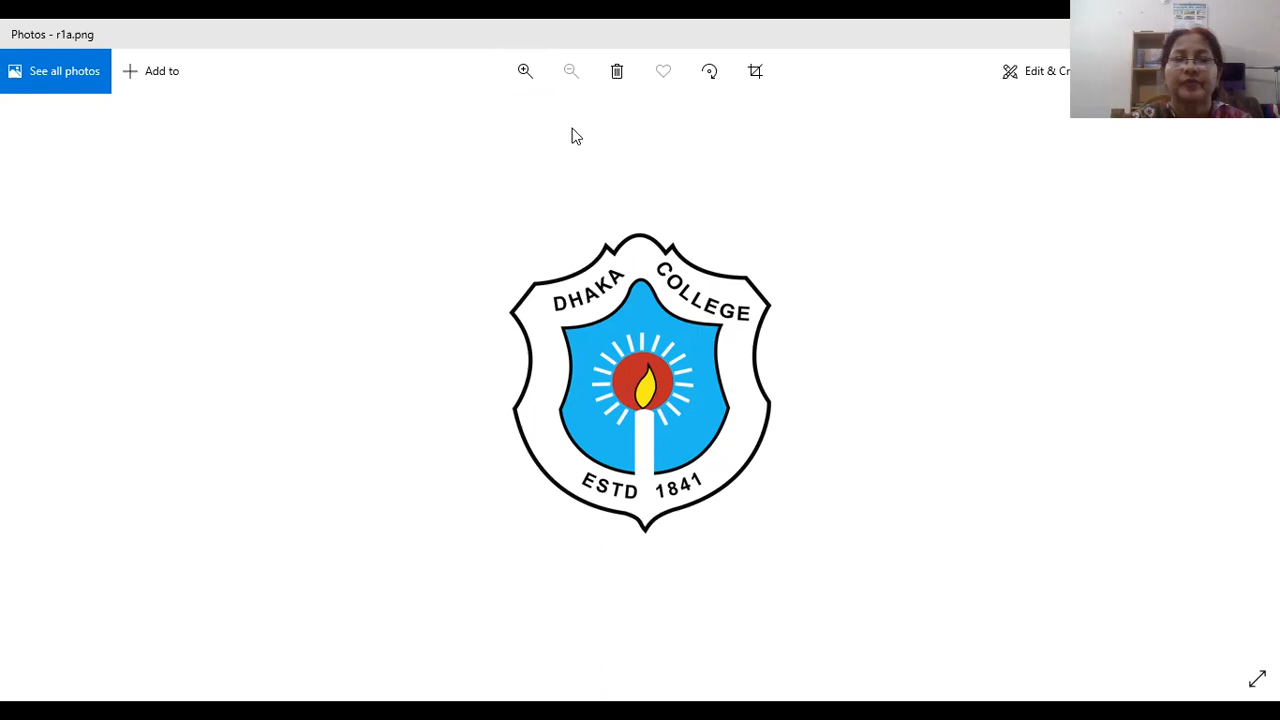 Photos - r1a.png
See all photos
Add to
Edit & Cr
DHAKA COLLEGE
ESTD 1841